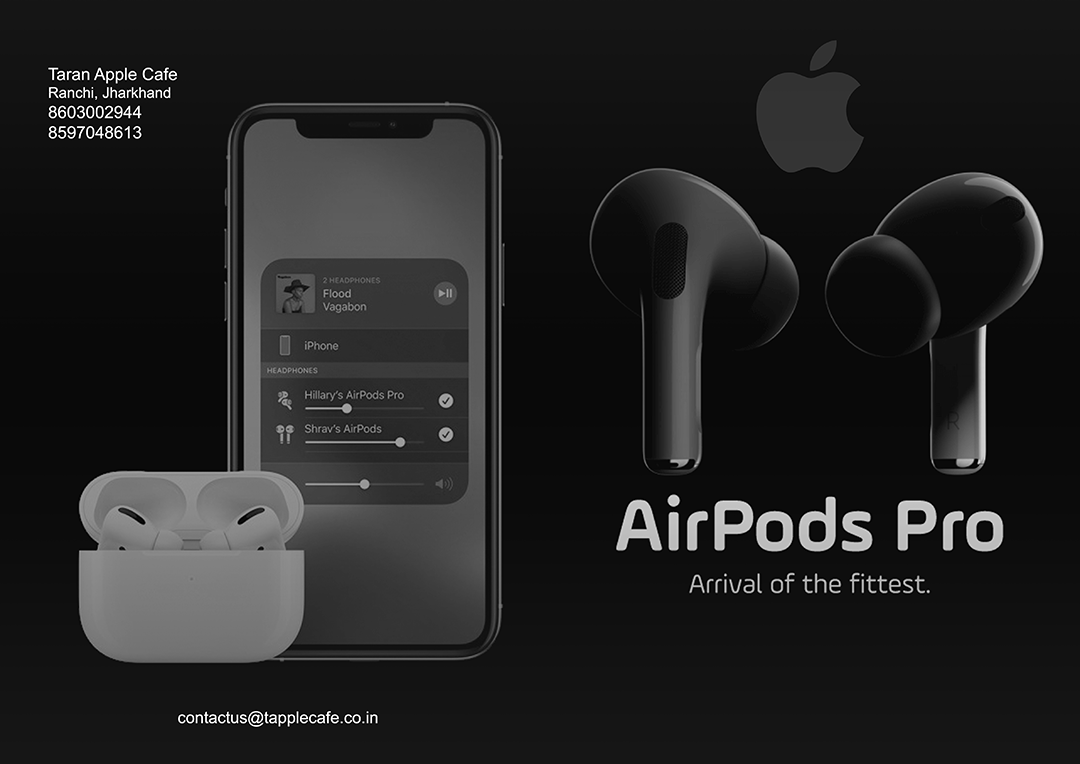 Taran Apple Cafe
Ranchi, Jharkhand
8603002944
8597048613
2 HEADPHONES
Flood
Vagabon
iPhone
HEADPHONES
Hillary's AirPods Pro
Shrav's AirPods
R
AirPods Pro
Arrival of the fittest.
contactus@tapplecafe.co.in